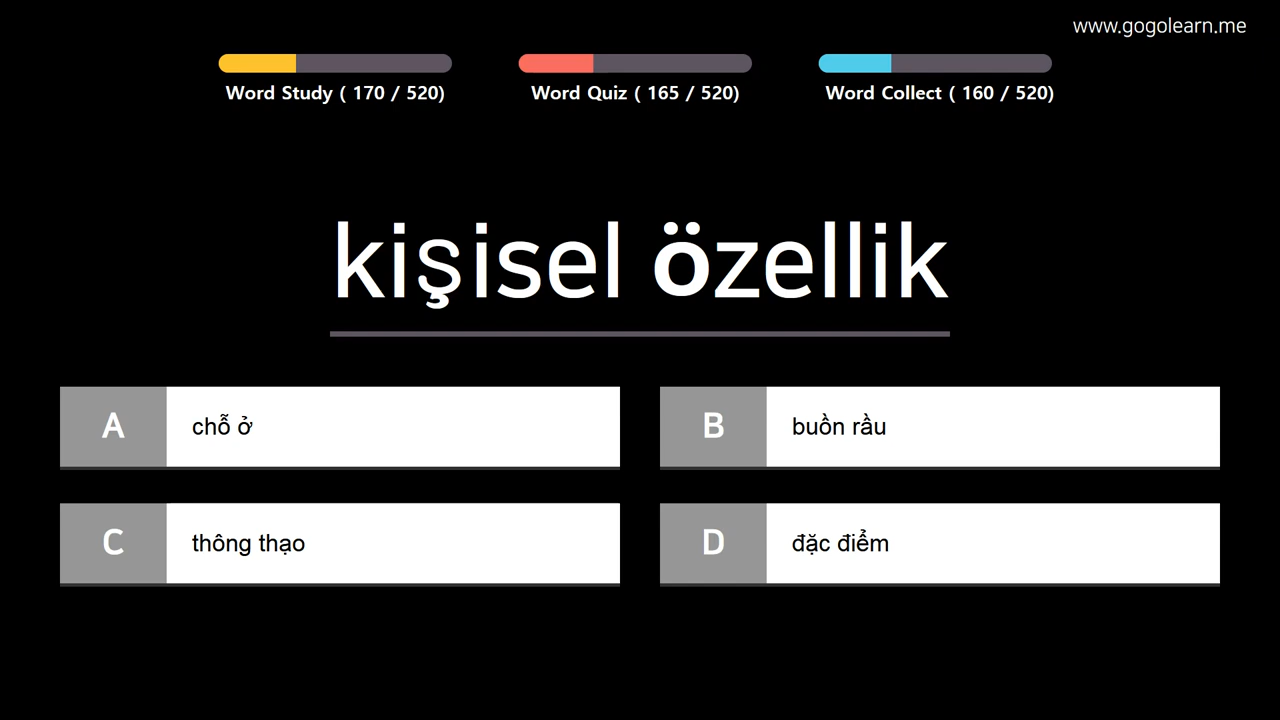 www.gogolearn.me
Word Study ( 170 / 520)
Word Quiz ( 165 / 520)
Word Collect ( 160 / 520)
kişisel özellik
A
chỗ ở
B
buồn rầu
C
thông thạo
D
đặc điểm